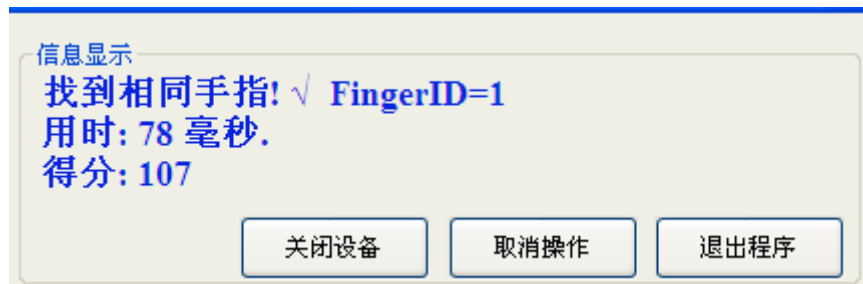 信息显示
找到相同手指! √ FingerID=1
用时: 78 毫秒.
得分: 107
关闭设备 取消操作 退出程序